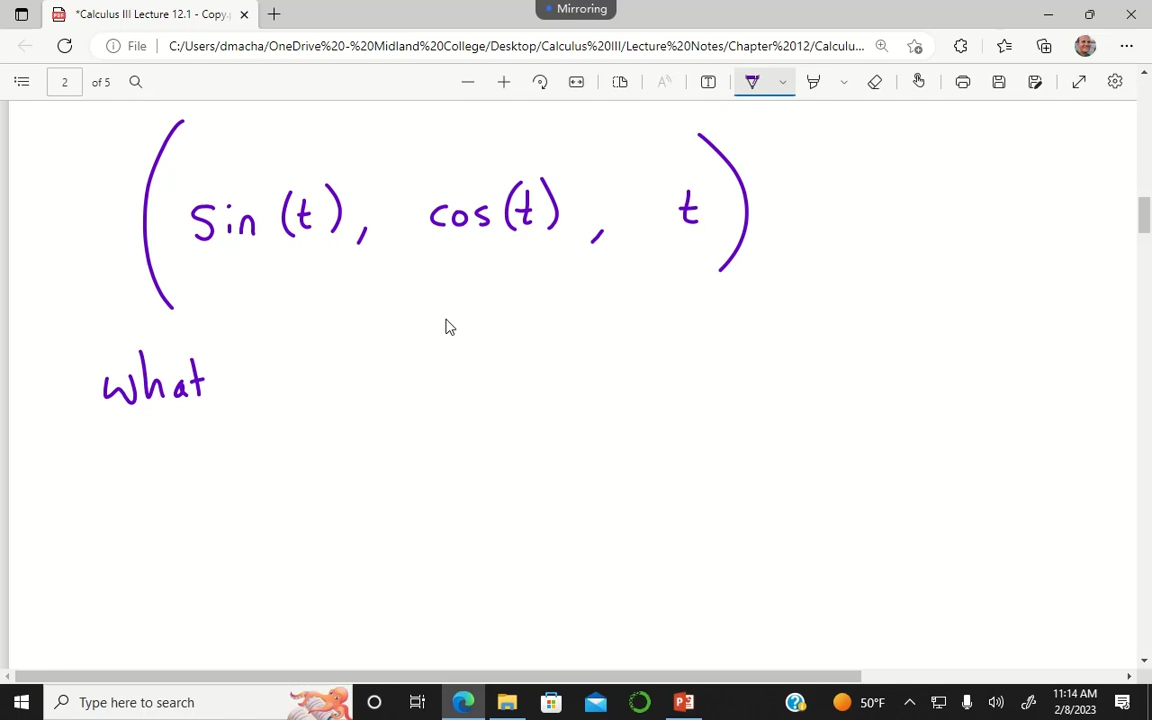 Mirroring
*Calculus III Lecture 12.1 - Copy.
File C:/Users/dmacha/OneDrive%20-%20Midland%20College/Desktop/Calculus%20III/Lecture%20Notes/Chapter%2012/Calculu...
2 of 5
(sin(t), cos(t), t)
what
Type here to search
50°F
11:14 AM
2/8/2023